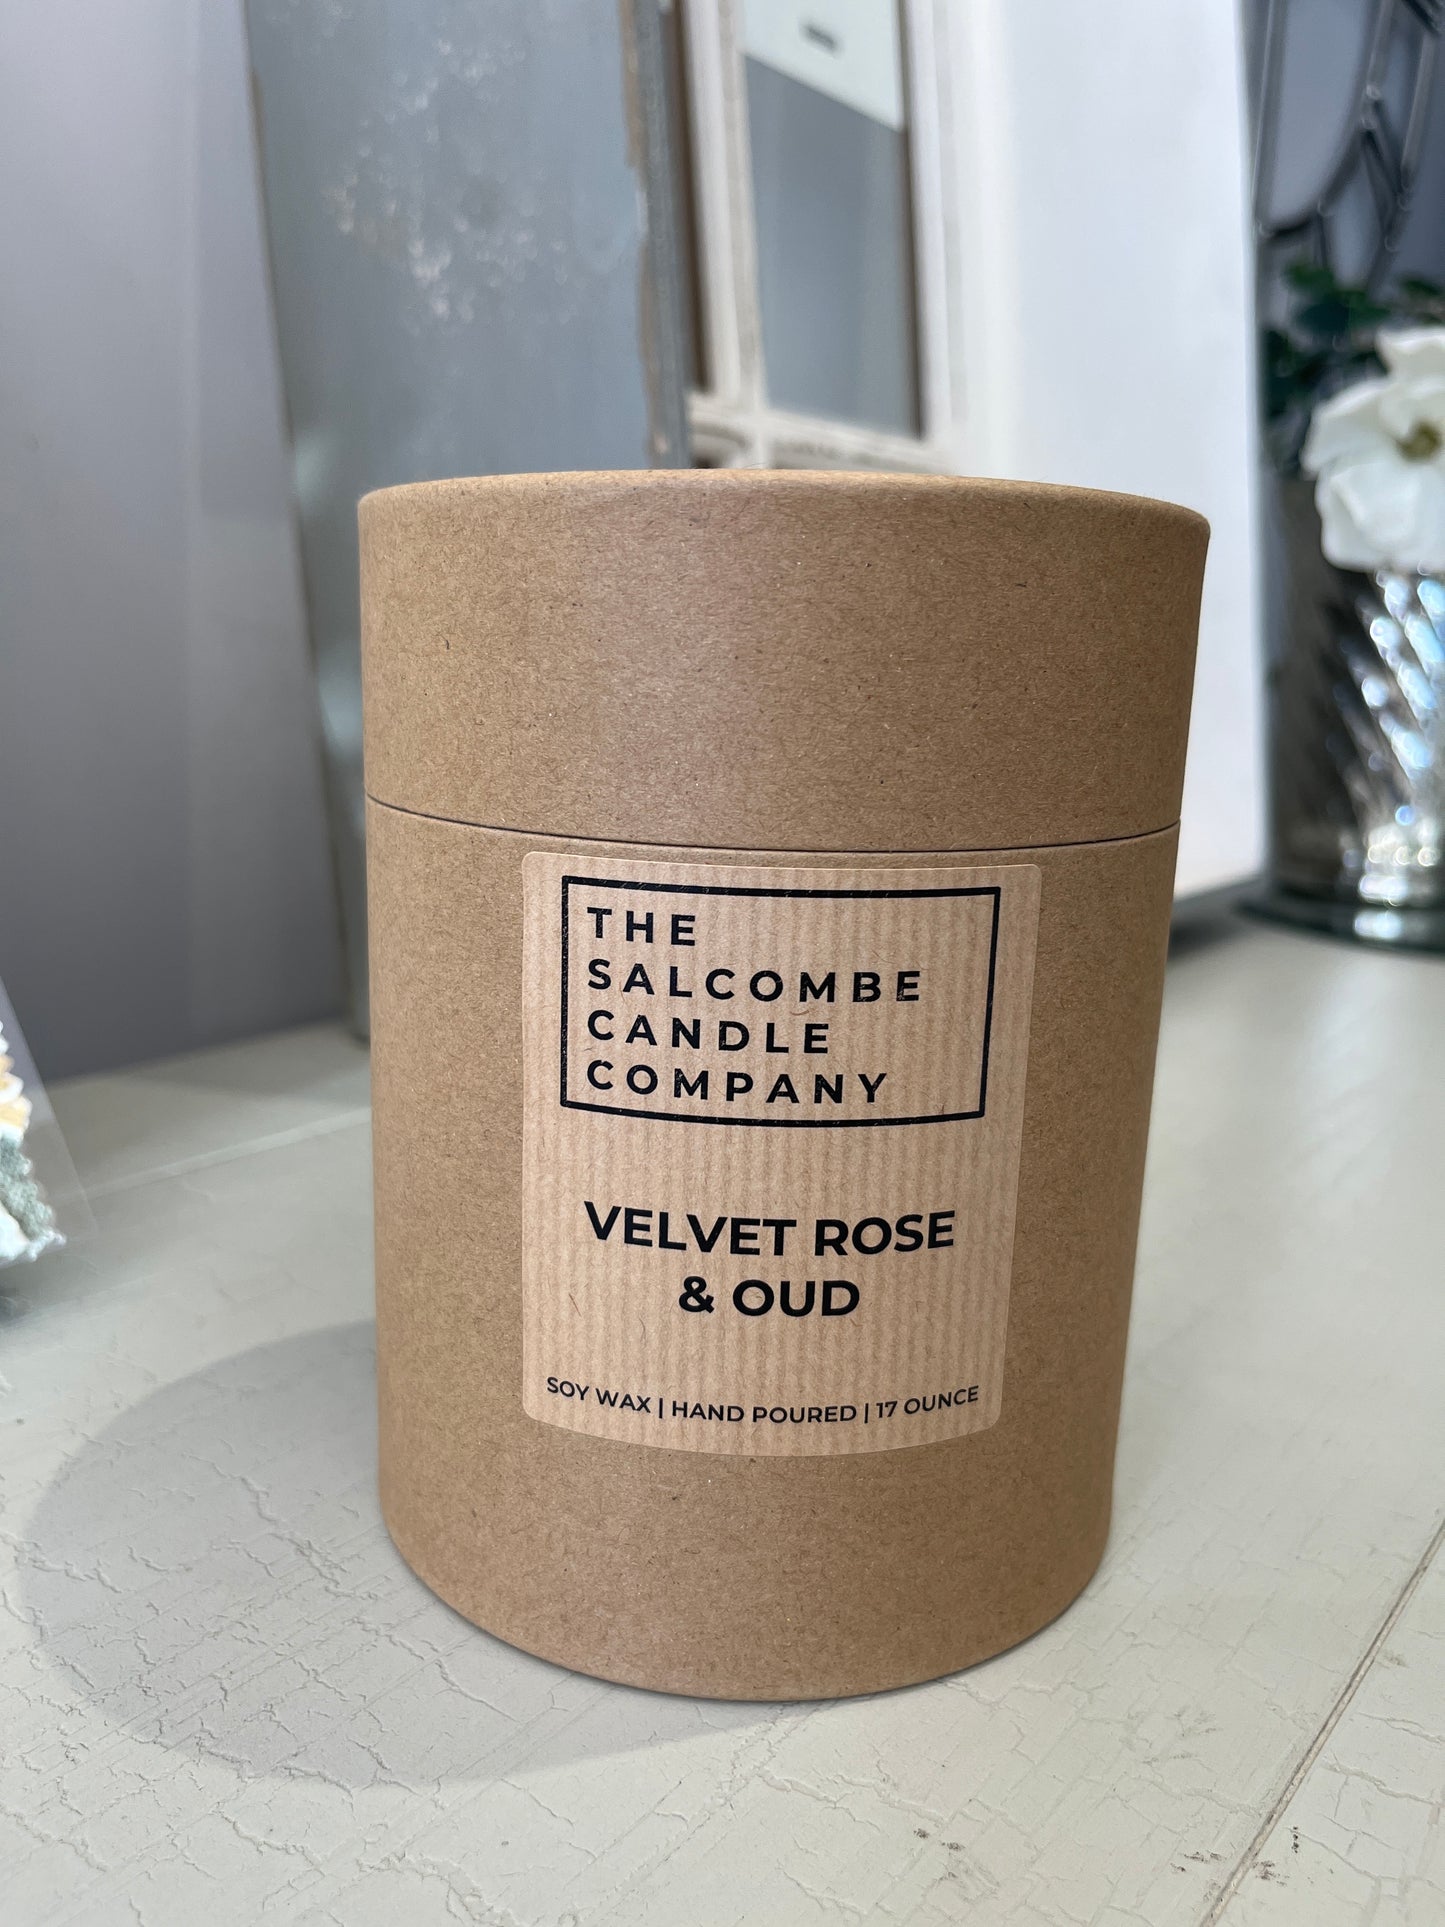 THE
SALCOMBE
CANDLE
COMPANY
VELVET ROSE
& OUD
SOY WAX | HAND POURED | 17 OUNCE